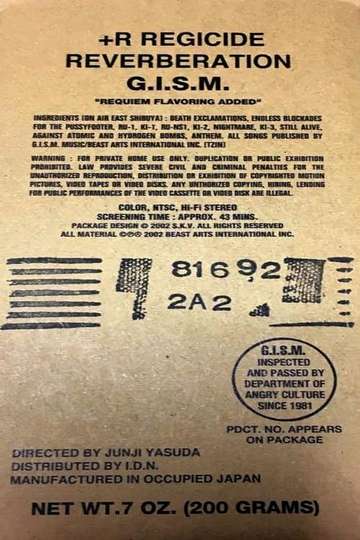 +R REGICIDE
REVERBERATION
G.I.S.M.
"REQUIEM FLAVORING ADDED"
INGREDIENTS (ON AIR EAST SHIBUYA) : DEATH EXCLAMATIONS, ENDLESS BLOCKADES
FOR THE PUSSYFOOTER, RU-1, KI-1, RU-NS1, KI-2, NIGHTMARE, KI-3, STILL ALIVE,
AGAINST ATOMIC AND HYDROGEN BOMBS, ANTHEM. ALL SONGS PUBLISHED BY
G.I.S.M. MUSIC/BEAST ARTS INTERNATIONAL INC. [TZIN]
WARNING : FOR PRIVATE HOME USE ONLY. DUPLICATION OR PUBLIC EXHIBITION
PROHIBITED. LAW PROVIDES SEVERE CIVIL AND CRIMINAL PENALTIES FOR THE
UNAUTHORIZED REPRODUCTION, DISTRIBUTION OR EXHIBITION OF COPYRIGHTED MOTION
PICTURES, VIDEO TAPES OR VIDEO DISKS. ANY UNTHORIZED COPYING, HIRING, LENDING
FOR PUBLIC PERFORMANCES OF THE VIDEO CASSETTE OR VIDEO DISK ARE ILLEGAL.
COLOR, NTSC, Hi-Fi STEREO
SCREENING TIME : APPROX. 43 MINS.
PACKAGE DESIGN © 2002 S.K.V. ALL RIGHTS RESERVED
ALL MATERIAL ©℗ 2002 BEAST ARTS INTERNATIONAL INC.
81692
2A2
G.I.S.M.
INSPECTED
AND PASSED BY
DEPARTMENT OF
ANGRY CULTURE
SINCE 1981
PDCT. NO. APPEARS
ON PACKAGE
DIRECTED BY JUNJI YASUDA
DISTRIBUTED BY I.D.N.
MANUFACTURED IN OCCUPIED JAPAN
NET WT.7 OZ. (200 GRAMS)